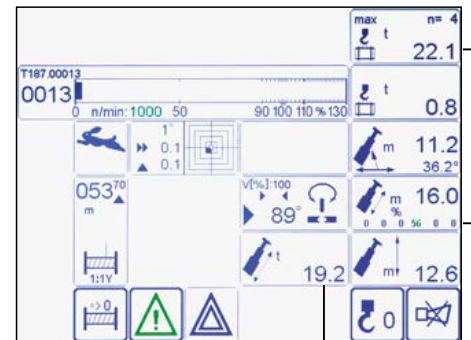 max n= 4
t
22.1
T187.00013
0013
0 n/min: 1000 50 90 100 110 % 130
t
0.8
1°
0.1
0.1
m 11.2
36.2°
053 70
m
1:1Y
V[%]:100
89°
m 16.0
%
0 0 56 0 0
t
19.2
m 12.6
=> 0
0